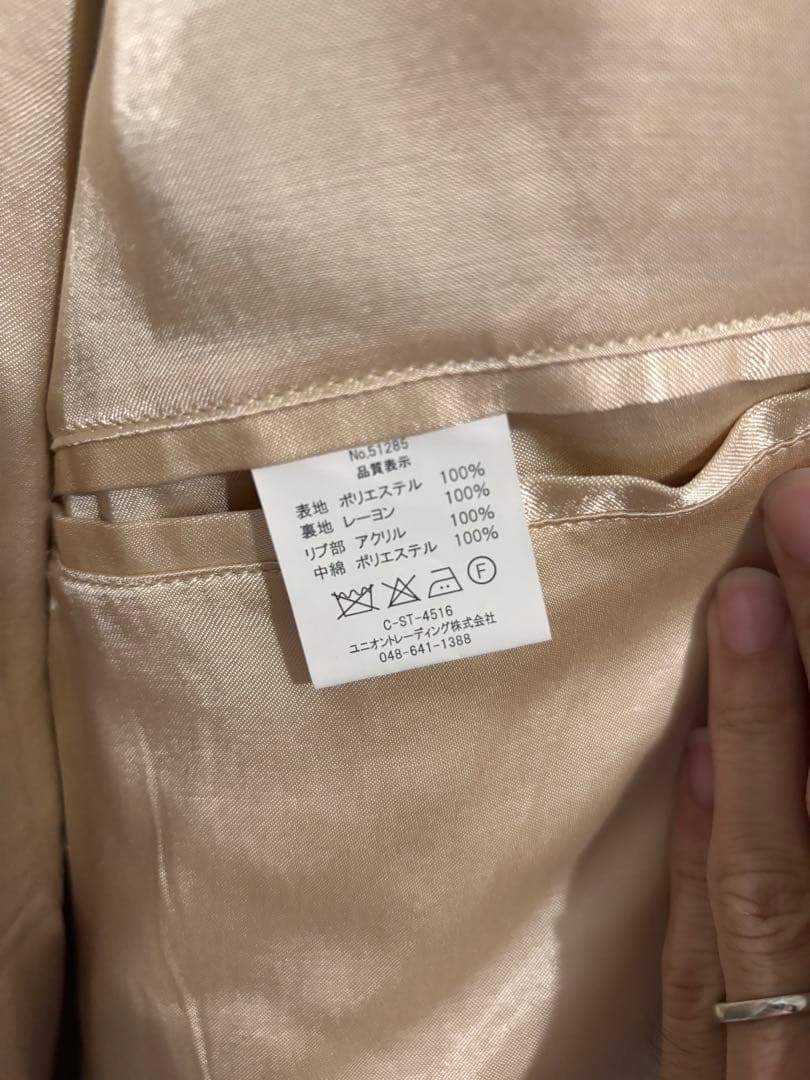 No.51285
品質表示
表地 ポリエステル 100%
裏地 レーヨン 100%
リブ部 アクリル 100%
中綿 ポリエステル 100%
F
C-ST-4516
ユニオントレーディング株式会社
048-641-1388